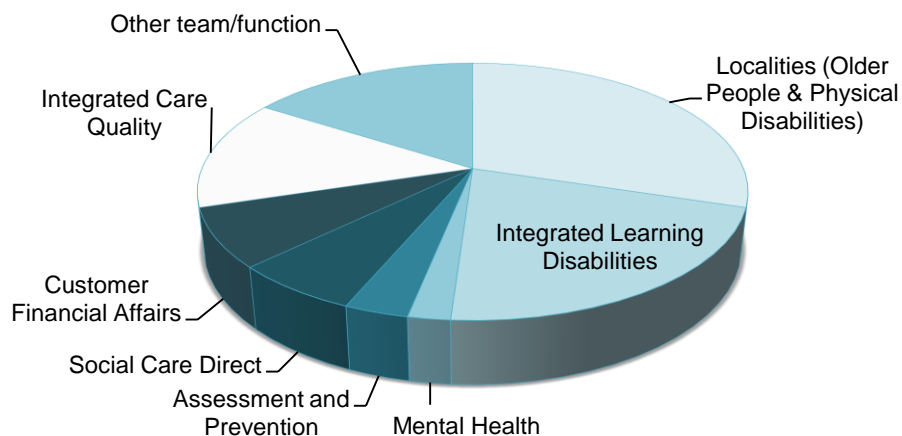 Other team/function
Localities (Older
People & Physical
Disabilities)
Integrated Care
Quality
Integrated Learning
Disabilities
Customer
Financial Affairs
Social Care Direct
Assessment and
Prevention
Mental Health